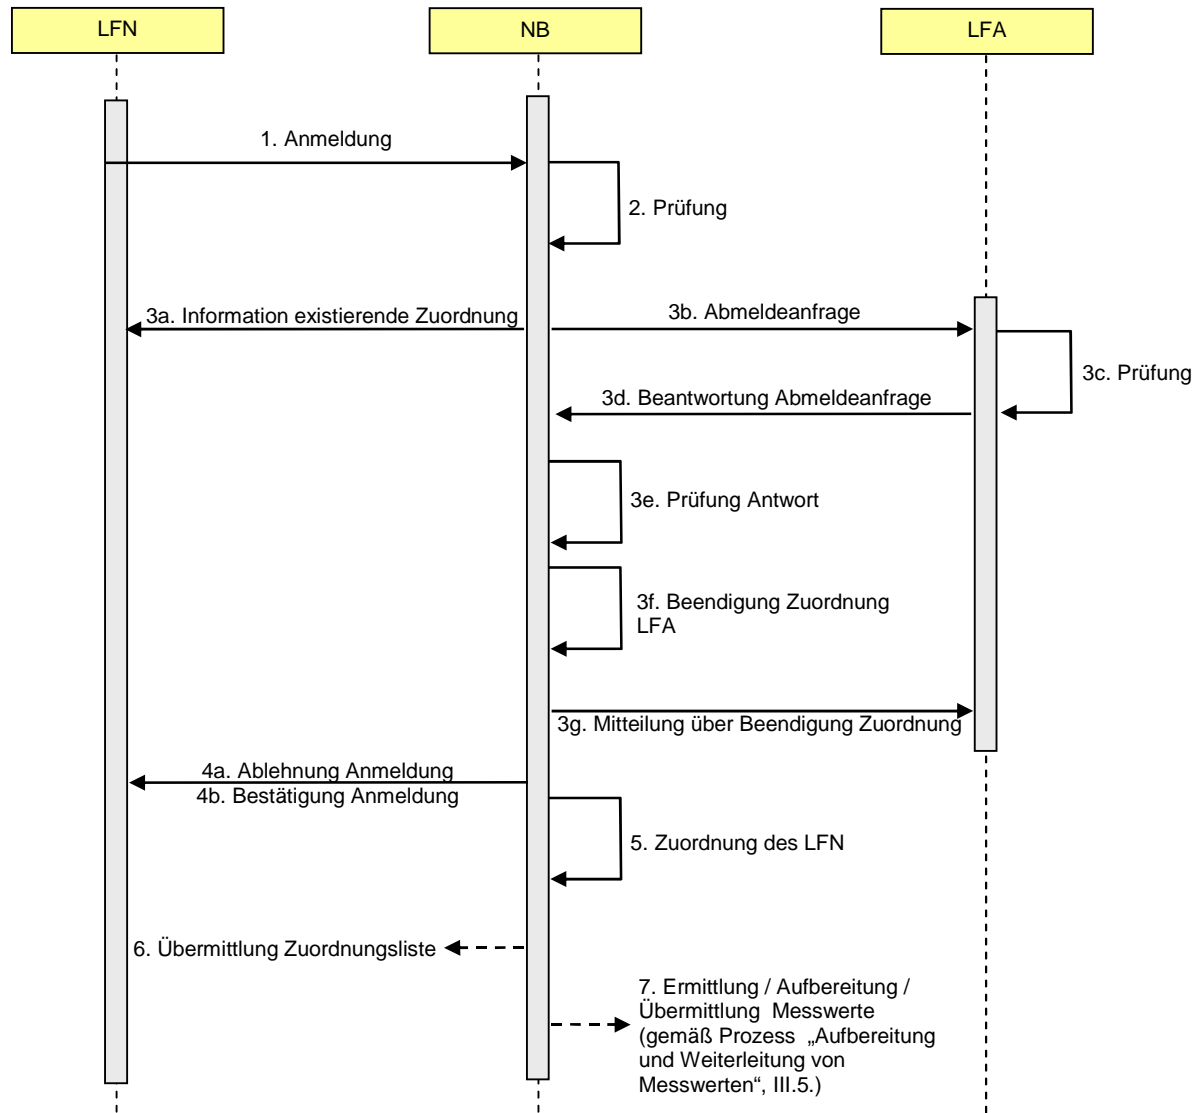 LFN
NB
LFA
1. Anmeldung
2. Prüfung
3a. Information existierende Zuordnung
3b. Abmeldeanfrage
3c. Prüfung
3d. Beantwortung Abmeldeanfrage
3e. Prüfung Antwort
3f. Beendigung Zuordnung
LFA
3g. Mitteilung über Beendigung Zuordnung
4a. Ablehnung Anmeldung
4b. Bestätigung Anmeldung
5. Zuordnung des LFN
6. Übermittlung Zuordnungsliste
7. Ermittlung / Aufbereitung /
Übermittlung Messwerte
(gemäß Prozess „Aufbereitung
und Weiterleitung von
Messwerten“, III.5.)